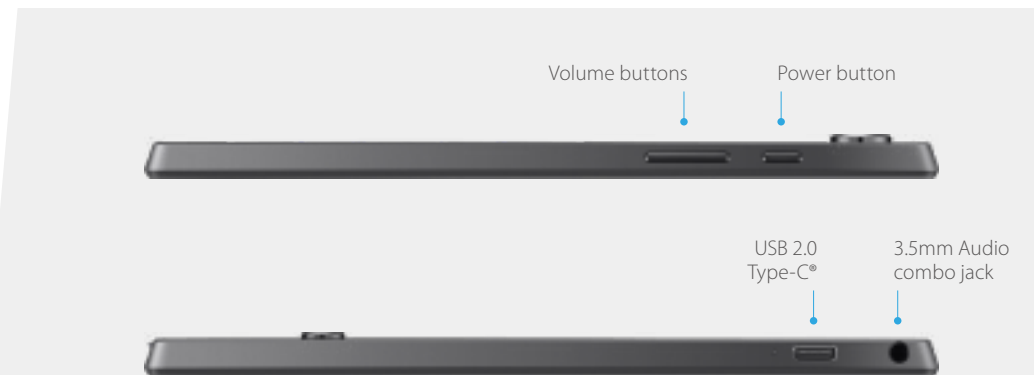 Volume buttons
Power button
USB 2.0
Type-C®
3.5mm Audio
combo jack